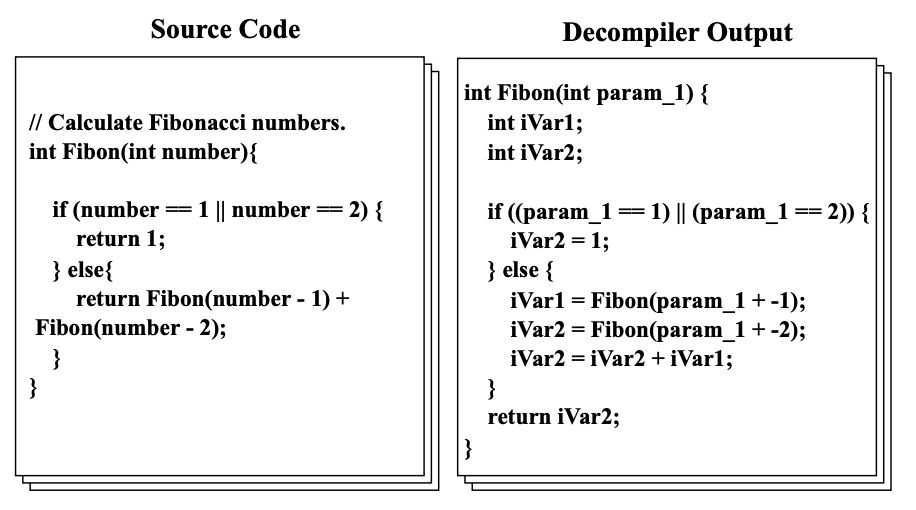 Source Code
// Calculate Fibonacci numbers.
int Fibon(int number){
if (number == 1 || number == 2) {
return 1;
} else{
return Fibon(number - 1) +
Fibon(number - 2);
}
}
Decompiler Output
int Fibon(int param_1) {
int iVar1;
int iVar2;
if ((param_1 == 1) || (param_1 == 2)) {
iVar2 = 1;
} else {
iVar1 = Fibon(param_1 + -1);
iVar2 = Fibon(param_1 + -2);
iVar2 = iVar2 + iVar1;
}
return iVar2;
}